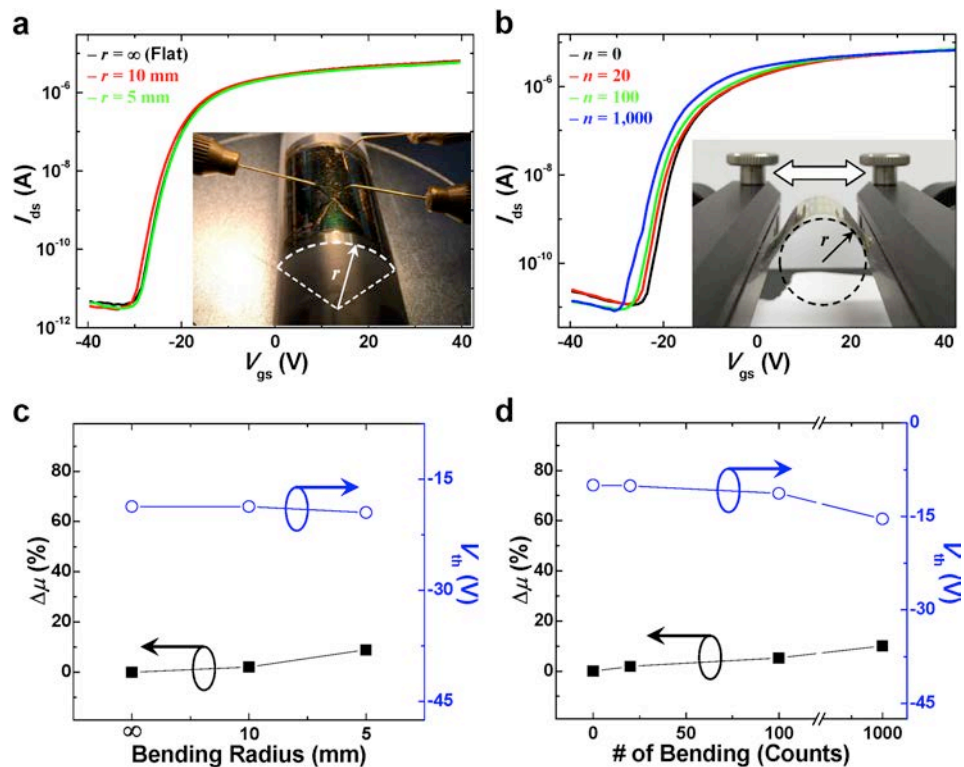 a
– r = ∞ (Flat)
– r = 10 mm
– r = 5 mm
10⁻⁶
10⁻⁸
10⁻¹⁰
10⁻¹²
I_ds (A)
r
-40 -20 0 20 40
V_gs (V)
b
– n = 0
– n = 20
– n = 100
– n = 1,000
10⁻⁴
10⁻⁶
10⁻⁸
10⁻¹⁰
I_ds (A)
r
-40 -20 0 20 40
V_gs (V)
c
80
60
40
20
0
Δμ (%)
-15
-30
-45
V_th (V)
∞ 10 5
Bending Radius (mm)
d
80
60
40
20
0
Δμ (%)
0
-15
-30
-45
V_th (V)
0 50 100 1000
# of Bending (Counts)